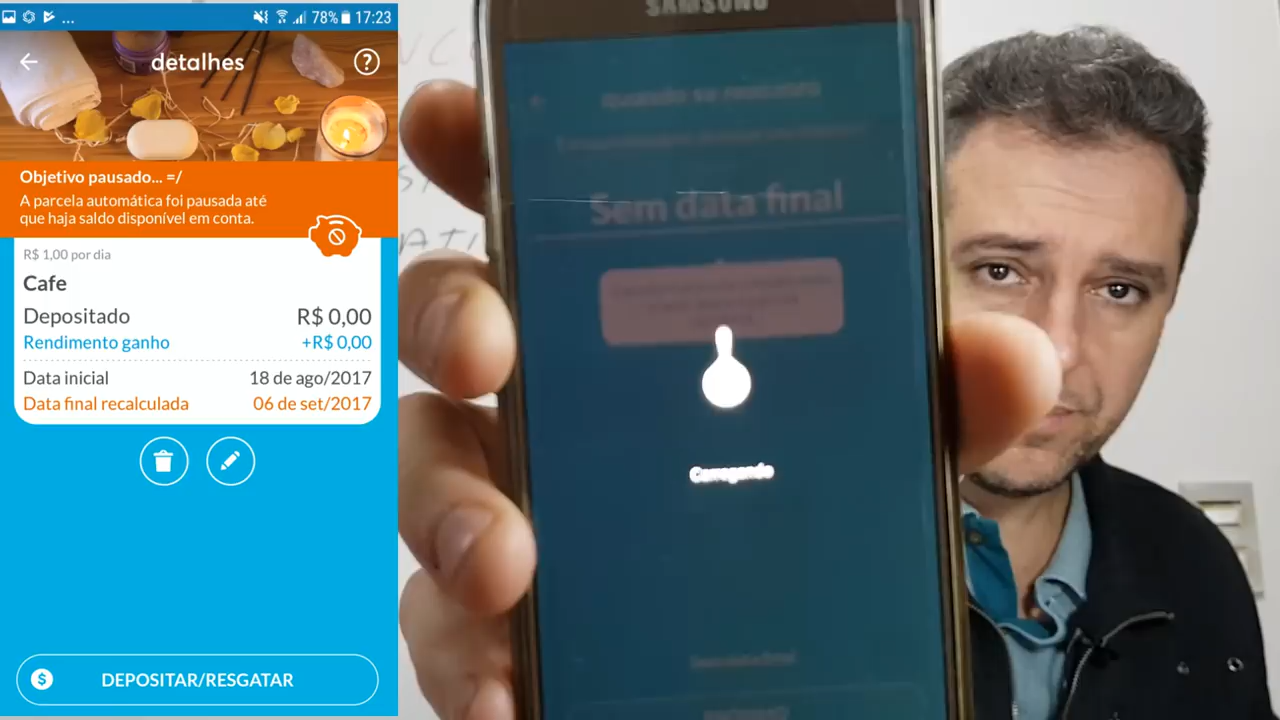 ... 78% 17:23
detalhes
?
Objetivo pausado... =/
A parcela automática foi pausada até
que haja saldo disponível em conta.
R$ 1,00 por dia
Cafe
Depositado R$ 0,00
Rendimento ganho +R$ 0,00
Data inicial 18 de ago/2017
Data final recalculada 06 de set/2017
$ DEPOSITAR/RESGATAR
SAMSUNG
Sem data final
Carregando